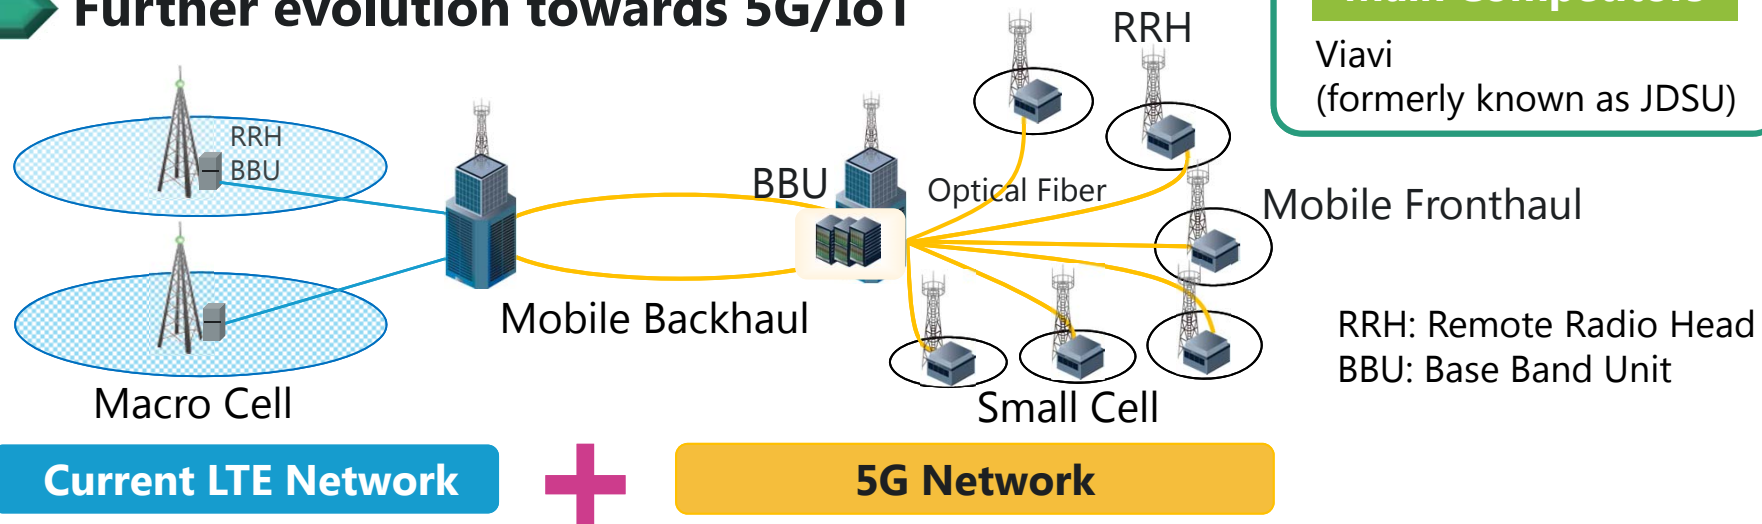 Further evolution towards 5G/IoT
Main Competitors
Viavi
(formerly known as JDSU)
RRH
RRH
BBU
BBU
Optical Fiber
Mobile Fronthaul
Mobile Backhaul
Macro Cell
Small Cell
RRH: Remote Radio Head
BBU: Base Band Unit
Current LTE Network
+
5G Network